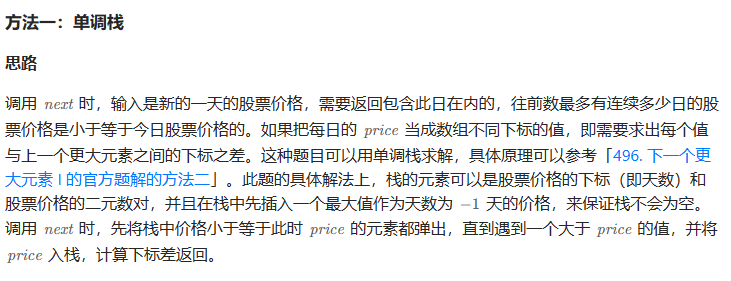 方法一：单调栈
思路
调用 next 时，输入是新的一天的股票价格，需要返回包含此日在内的，往前数最多有连续多少日的股
票价格是小于等于今日股票价格的。如果把每日的 price 当成数组不同下标的值，即需要求出每个值
与上一个更大元素之间的下标之差。这种题目可以用单调栈求解，具体原理可以参考「496. 下一个更
大元素 I 的官方题解的方法二」。此题的具体解法上，栈的元素可以是股票价格的下标（即天数）和
股票价格的二元数对，并且在栈中先插入一个最大值作为天数为 −1 天的价格，来保证栈不会为空。
调用 next 时，先将栈中价格小于等于此时 price 的元素都弹出，直到遇到一个大于 price 的值，并将
price 入栈，计算下标差返回。